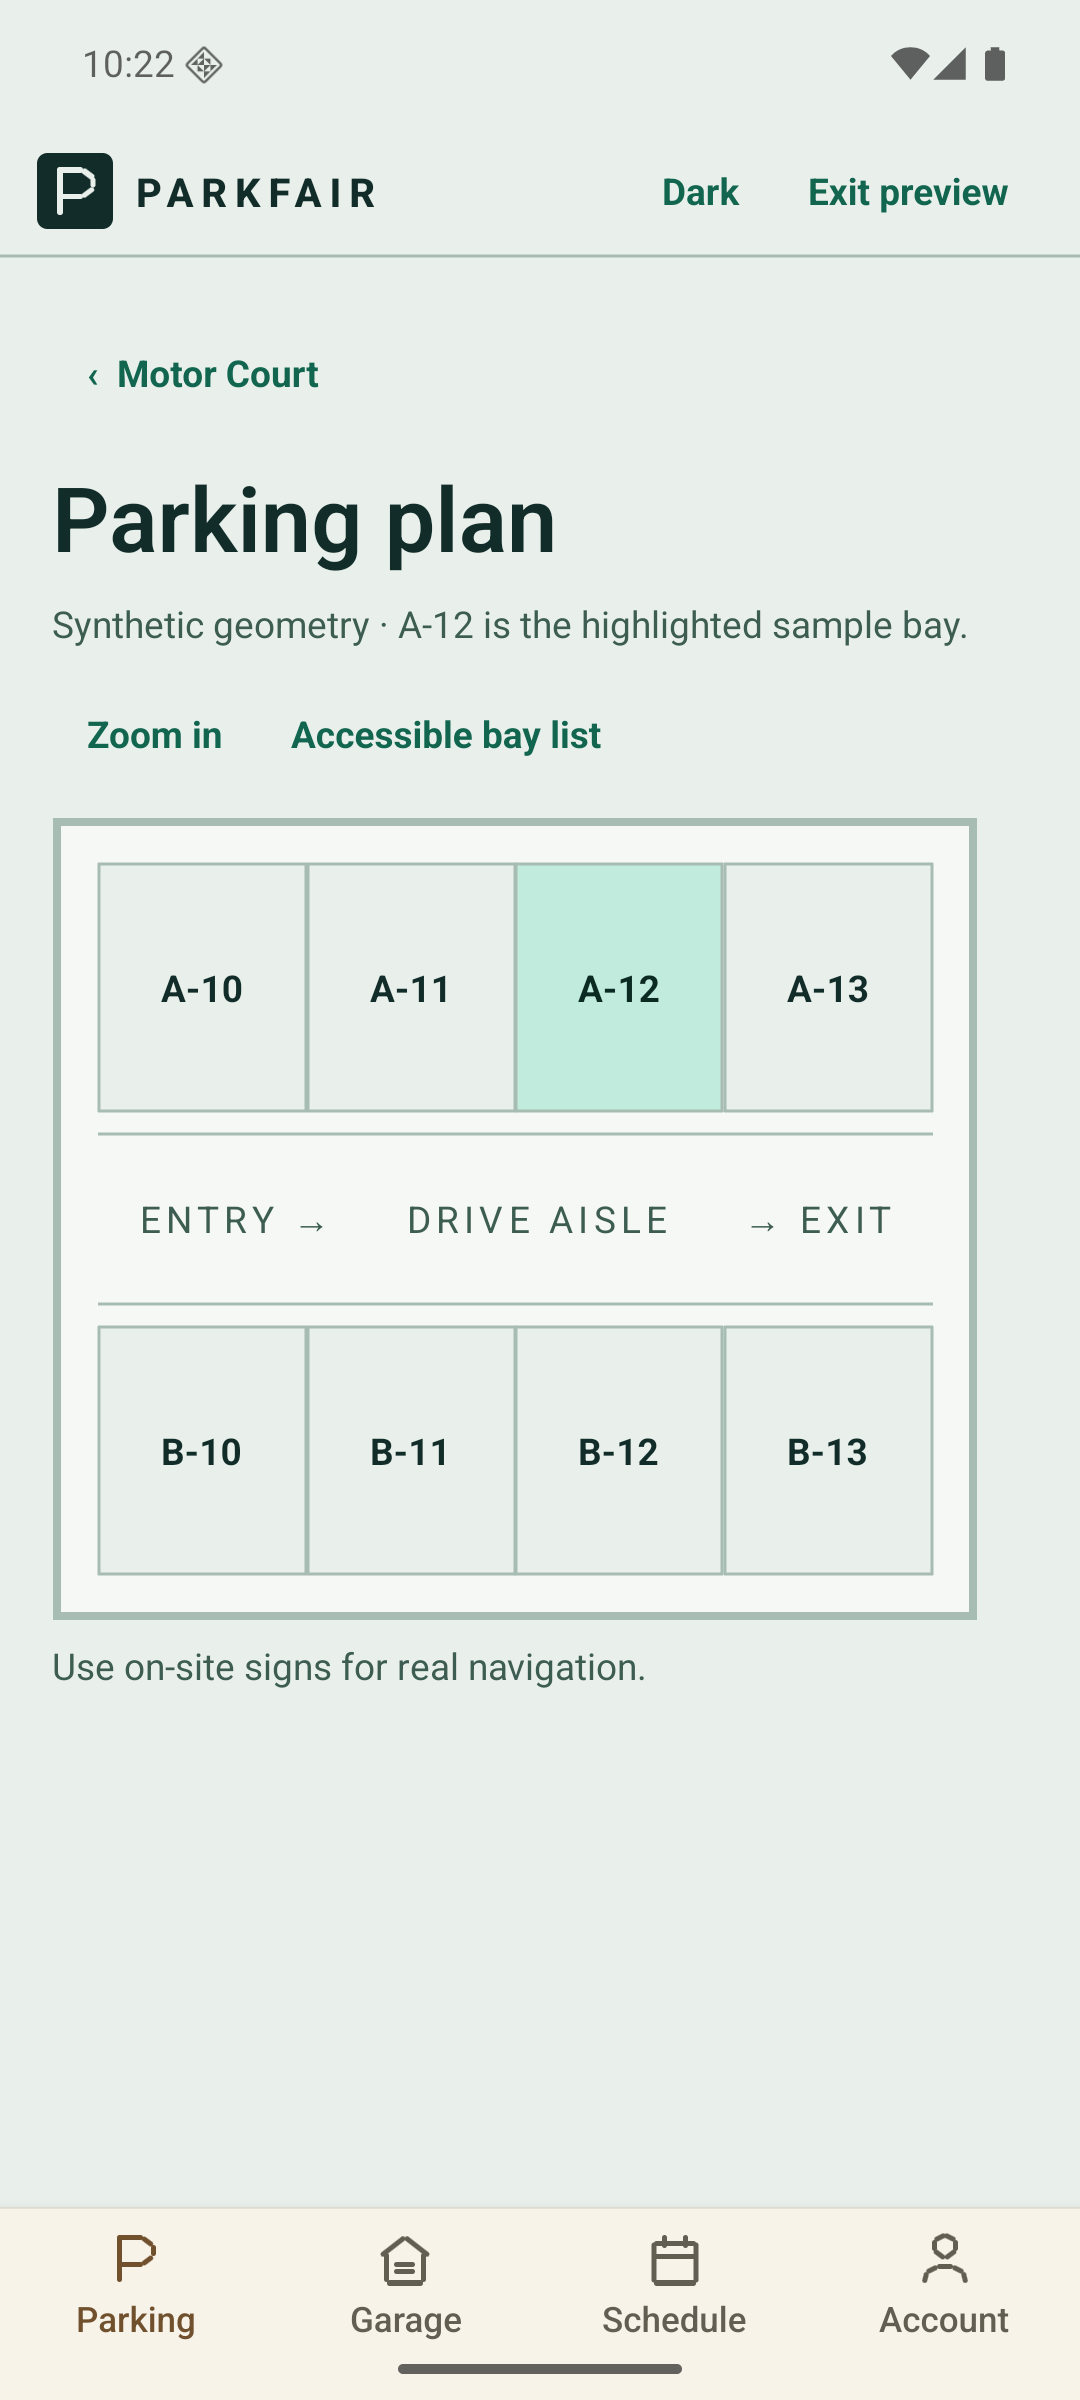 10:22
PARKFAIR Dark Exit preview
‹ Motor Court
Parking plan
Synthetic geometry · A-12 is the highlighted sample bay.
Zoom in Accessible bay list
A-10 A-11 A-12 A-13
ENTRY → DRIVE AISLE → EXIT
B-10 B-11 B-12 B-13
Use on-site signs for real navigation.
Parking Garage Schedule Account